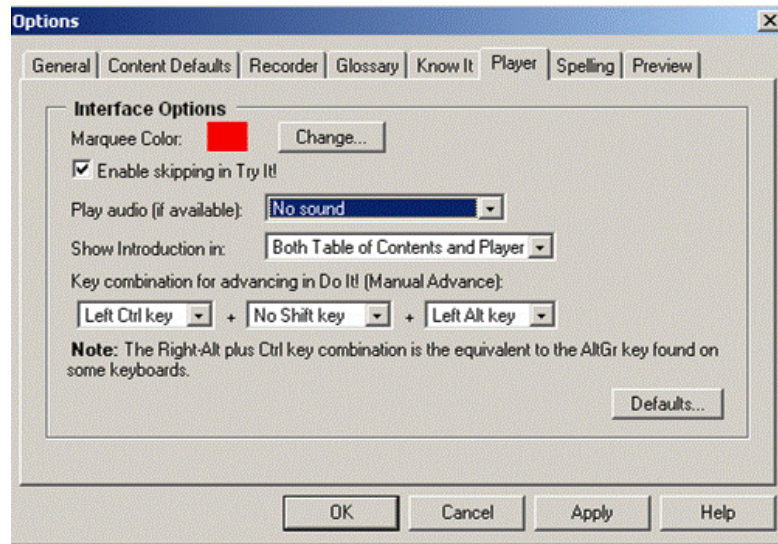 Options
General Content Defaults Recorder Glossary Know It Player Spelling Preview
Interface Options
Marquee Color: Change...
Enable skipping in Try It!
Play audio (if available): No sound
Show Introduction in: Both Table of Contents and Player
Key combination for advancing in Do It! (Manual Advance):
Left Ctrl key + No Shift key + Left Alt key
Note: The Right-Alt plus Ctrl key combination is the equivalent to the AltGr key found on
some keyboards.
Defaults...
OK Cancel Apply Help